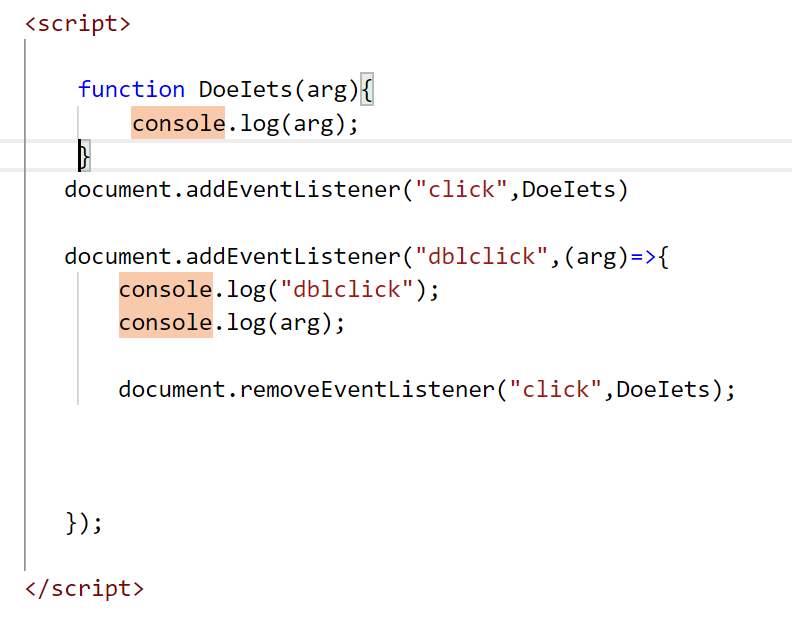 <script>
function DoeIets(arg){
console.log(arg);
}
document.addEventListener("click",DoeIets)
document.addEventListener("dblclick",(arg)=>{
console.log("dblclick");
console.log(arg);
document.removeEventListener("click",DoeIets);
});
</script>